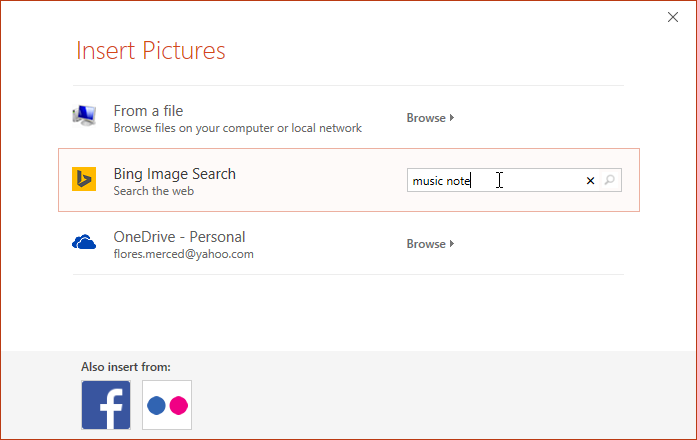 Insert Pictures
From a file
Browse files on your computer or local network
Browse
Bing Image Search
Search the web
music note
OneDrive - Personal
flores.merced@yahoo.com
Browse
Also insert from:
f